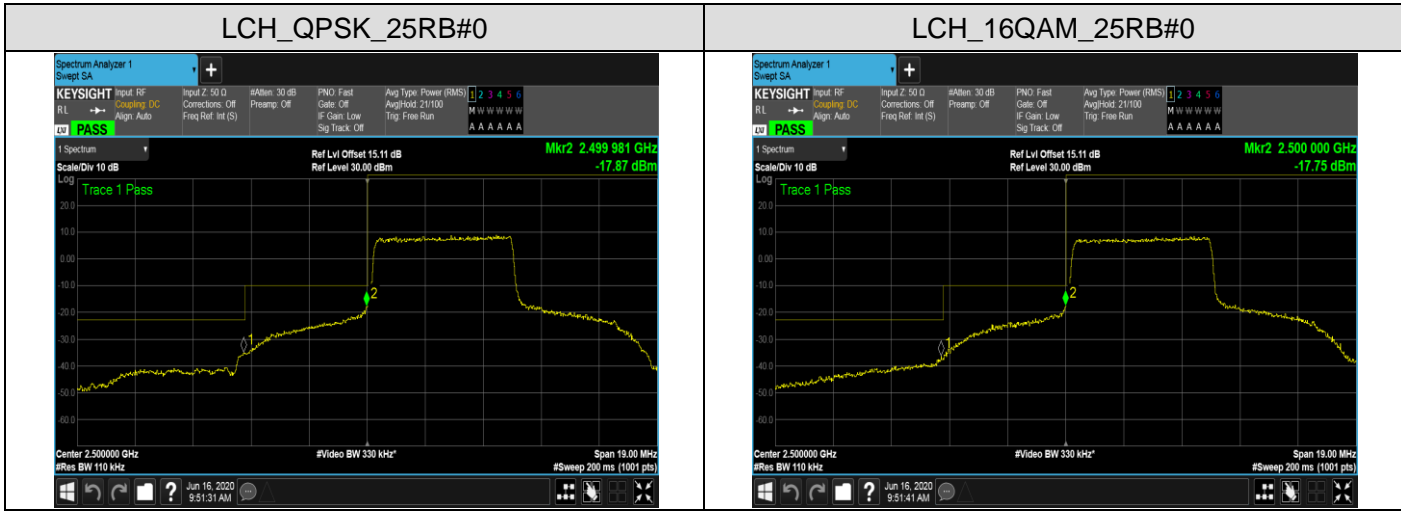 LCH_QPSK_25RB#0
LCH_16QAM_25RB#0
Spectrum Analyzer 1
Swept SA
+
KEYSIGHT
RL
LXI
PASS
Input: RF
Coupling: DC
Align: Auto
Input Z: 50 Ω
Corrections: Off
Freq Ref: Int (S)
#Atten: 30 dB
Preamp: Off
PNO: Fast
Gate: Off
IF Gain: Low
Sig Track: Off
Avg Type: Power (RMS)
Avg|Hold: 21/100
Trig: Free Run
1 2 3 4 5 6
M W W W W W
A A A A A A
1 Spectrum
Scale/Div 10 dB
Ref Lvl Offset 15.11 dB
Ref Level 30.00 dBm
Mkr2 2.499 981 GHz
-17.87 dBm
Log
Trace 1 Pass
20.0
10.0
0.00
-10.0
-20.0
-30.0
-40.0
-50.0
-60.0
1
2
Center 2.500000 GHz
#Res BW 110 kHz
#Video BW 330 kHz*
Span 19.00 MHz
#Sweep 200 ms (1001 pts)
?
Jun 16, 2020
9:51:31 AM
Spectrum Analyzer 1
Swept SA
+
KEYSIGHT
RL
LXI
PASS
Input: RF
Coupling: DC
Align: Auto
Input Z: 50 Ω
Corrections: Off
Freq Ref: Int (S)
#Atten: 30 dB
Preamp: Off
PNO: Fast
Gate: Off
IF Gain: Low
Sig Track: Off
Avg Type: Power (RMS)
Avg|Hold: 21/100
Trig: Free Run
1 2 3 4 5 6
M W W W W W
A A A A A A
1 Spectrum
Scale/Div 10 dB
Ref Lvl Offset 15.11 dB
Ref Level 30.00 dBm
Mkr2 2.500 000 GHz
-17.75 dBm
Log
Trace 1 Pass
20.0
10.0
0.00
-10.0
-20.0
-30.0
-40.0
-50.0
-60.0
1
2
Center 2.500000 GHz
#Res BW 110 kHz
#Video BW 330 kHz*
Span 19.00 MHz
#Sweep 200 ms (1001 pts)
?
Jun 16, 2020
9:51:41 AM